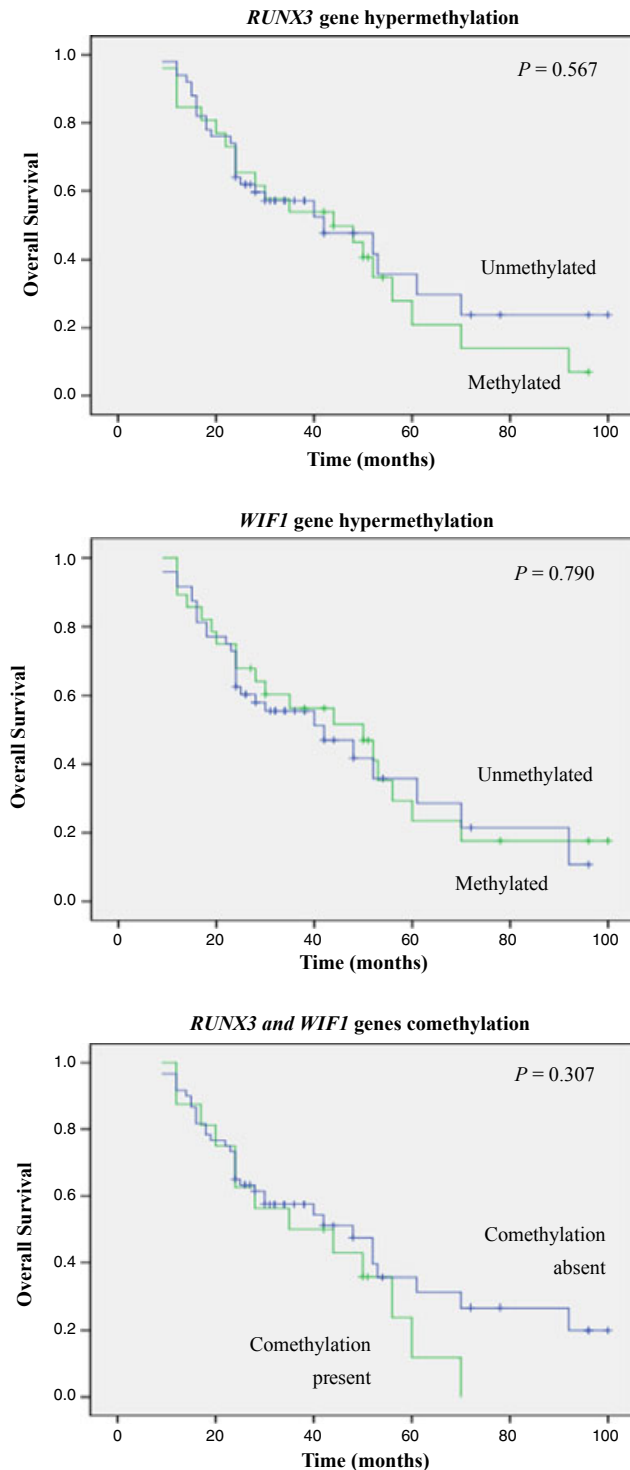 RUNX3 gene hypermethylation
P = 0.567
Overall Survival
1.0
0.8
0.6
0.4
0.2
0.0
Unmethylated
Methylated
0 20 40 60 80 100
Time (months)
WIF1 gene hypermethylation
P = 0.790
Overall Survival
1.0
0.8
0.6
0.4
0.2
0.0
Unmethylated
Methylated
0 20 40 60 80 100
Time (months)
RUNX3 and WIF1 genes comethylation
P = 0.307
Overall Survival
1.0
0.8
0.6
0.4
0.2
0.0
Comethylation
absent
Comethylation
present
0 20 40 60 80 100
Time (months)